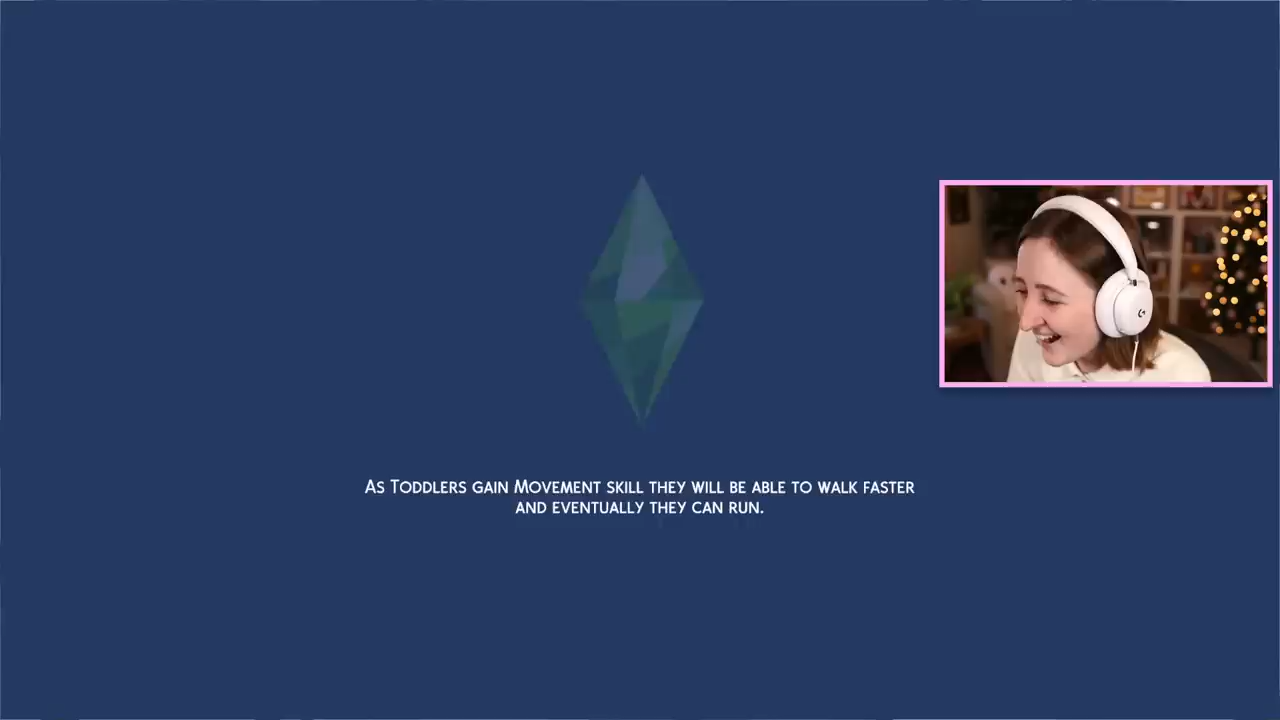 As Toddlers gain Movement skill they will be able to walk faster
and eventually they can run.